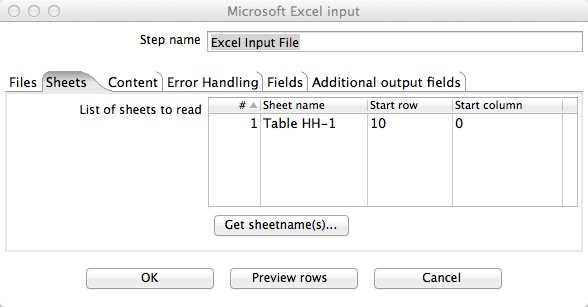 Microsoft Excel input
Step name Excel Input File
Files Sheets Content Error Handling Fields Additional output fields
List of sheets to read
# Sheet name Start row Start column
1 Table HH-1 10 0
Get sheetname(s)...
OK Preview rows Cancel